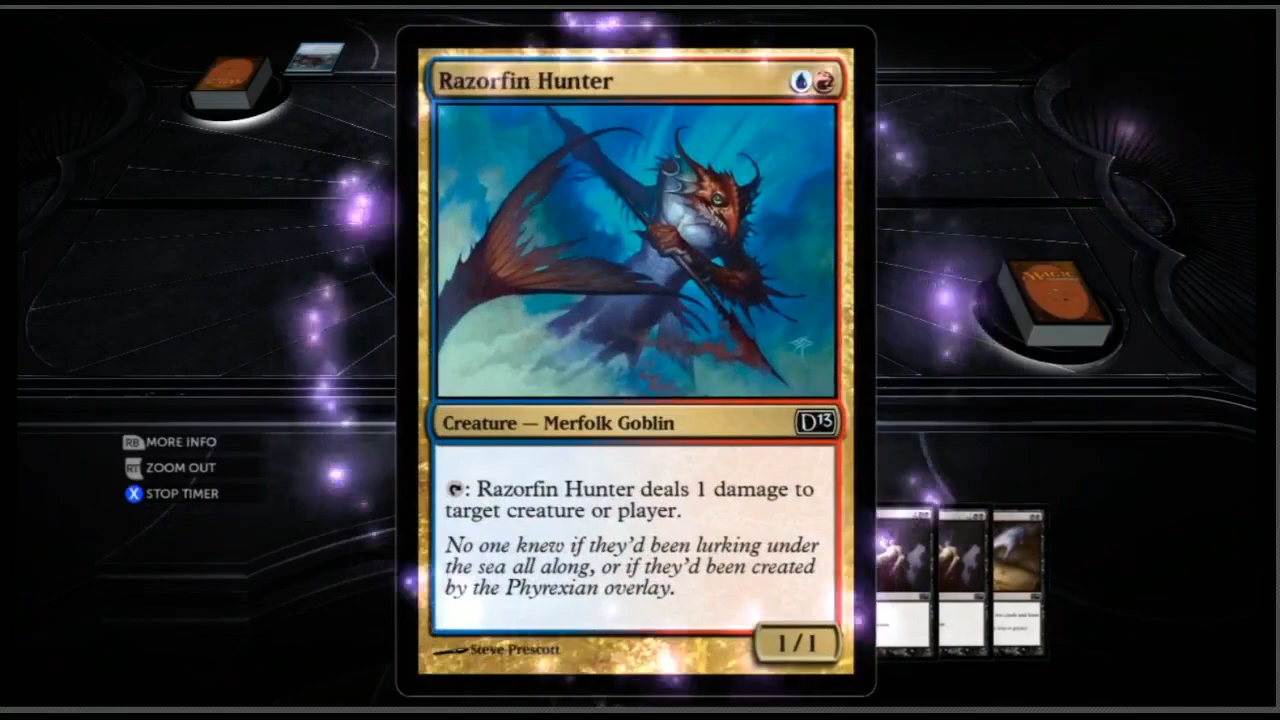 Razorfin Hunter
MAGIC
Creature — Merfolk Goblin
D13
RB MORE INFO
RT ZOOM OUT
X STOP TIMER
: Razorfin Hunter deals 1 damage to
target creature or player.
No one knew if they'd been lurking under
the sea all along, or if they'd been created
by the Phyrexian overlay.
1/1
Steve Prescott